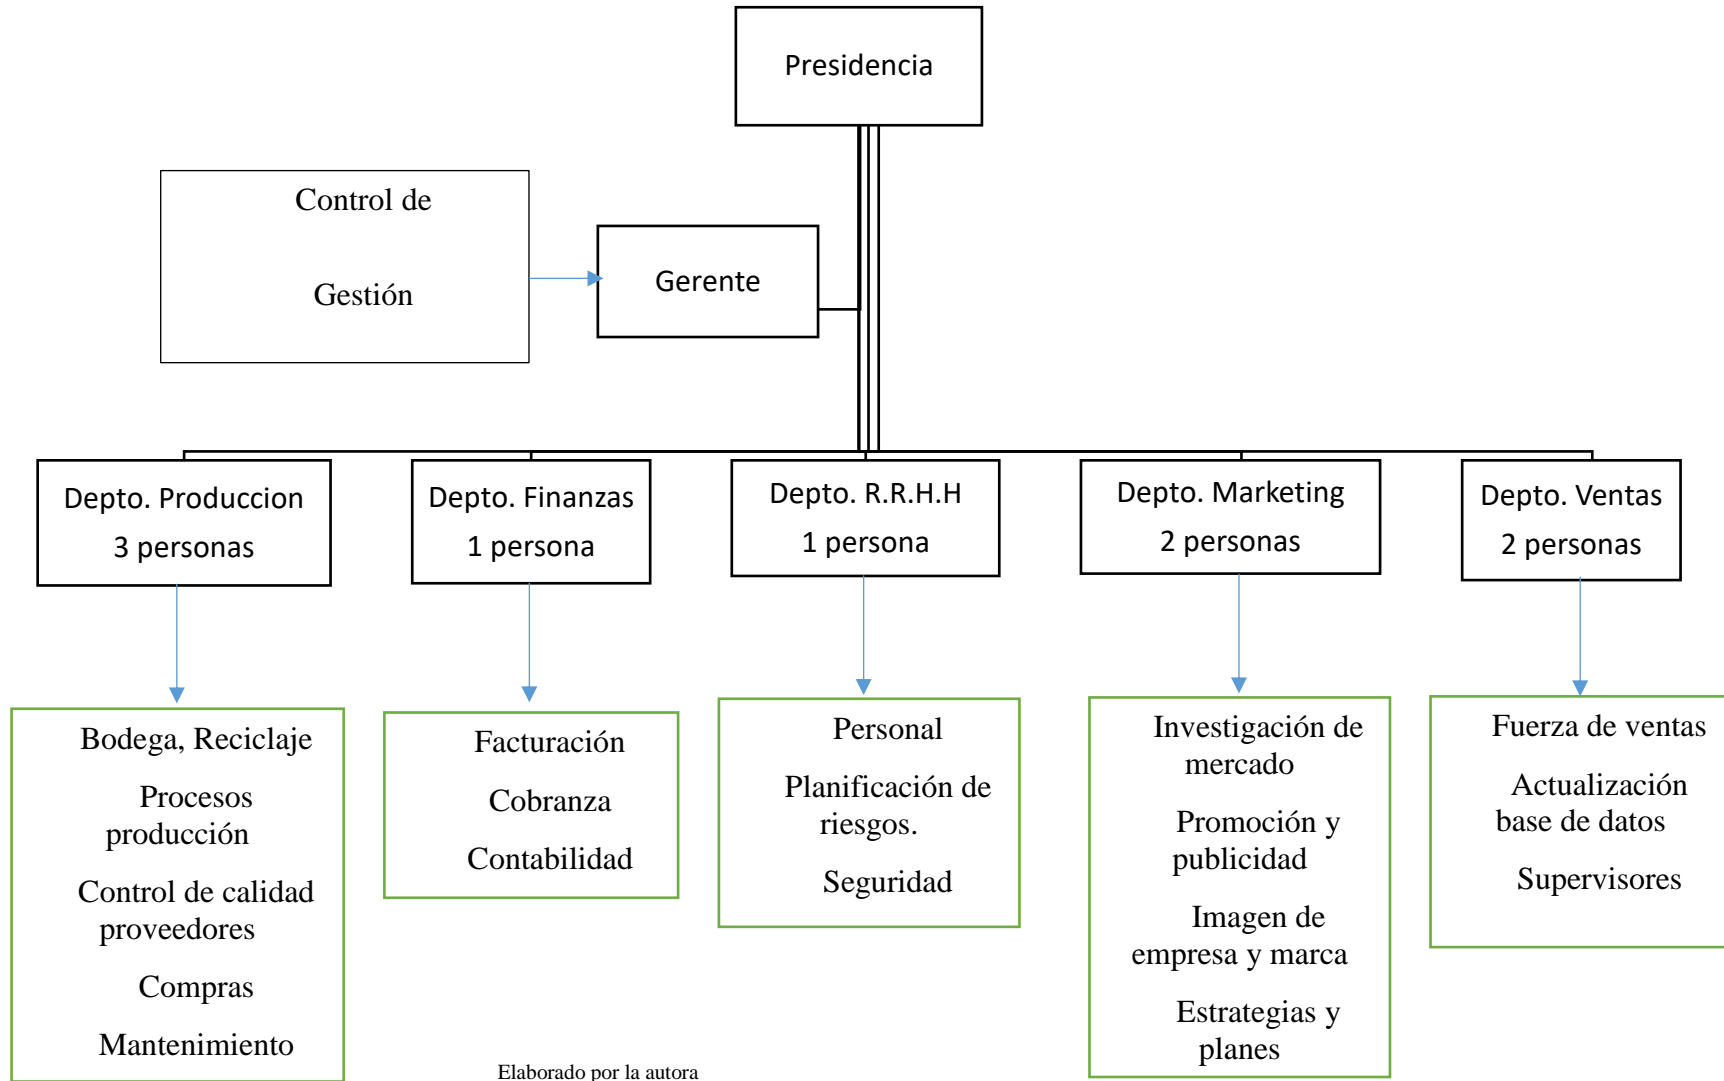 Presidencia
Control de
Gestión
Gerente
Depto. Produccion
3 personas
Depto. Finanzas
1 persona
Depto. R.R.H.H
1 persona
Depto. Marketing
2 personas
Depto. Ventas
2 personas
Bodega, Reciclaje
Procesos
producción
Control de calidad
proveedores
Compras
Mantenimiento
Facturación
Cobranza
Contabilidad
Personal
Planificación de
riesgos.
Seguridad
Investigación de
mercado
Promoción y
publicidad
Imagen de
empresa y marca
Estrategias y
planes
Fuerza de ventas
Actualización
base de datos
Supervisores
Elaborado por la autora